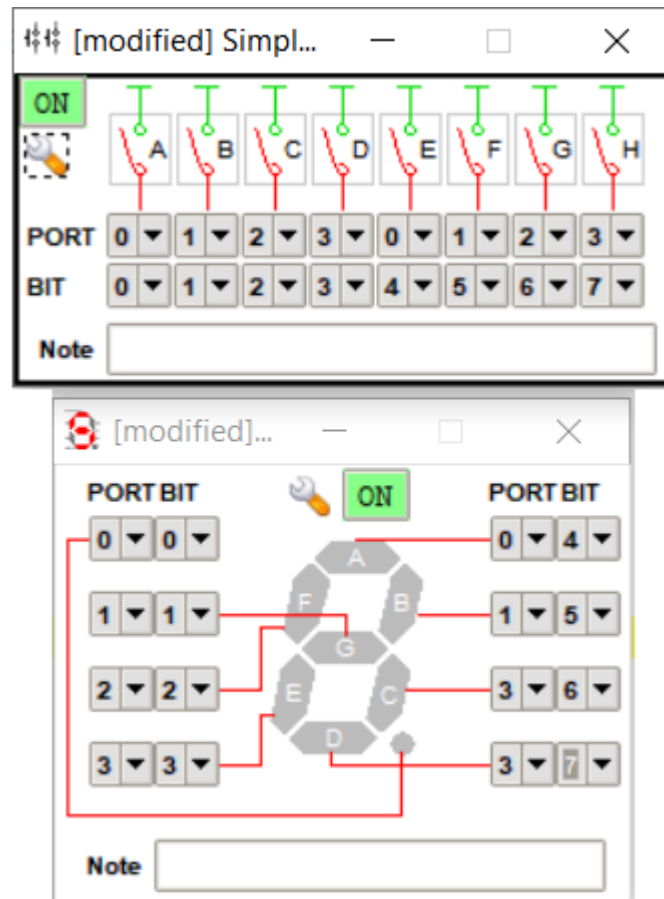 [modified] Simpl...
ON
A B C D E F G H
PORT 0 1 2 3 0 1 2 3
BIT 0 1 2 3 4 5 6 7
Note
[modified]...
PORT BIT ON PORT BIT
0 0 A 0 4
F B
1 1 G 1 5
2 2 E C 3 6
3 3 D 3 7
Note